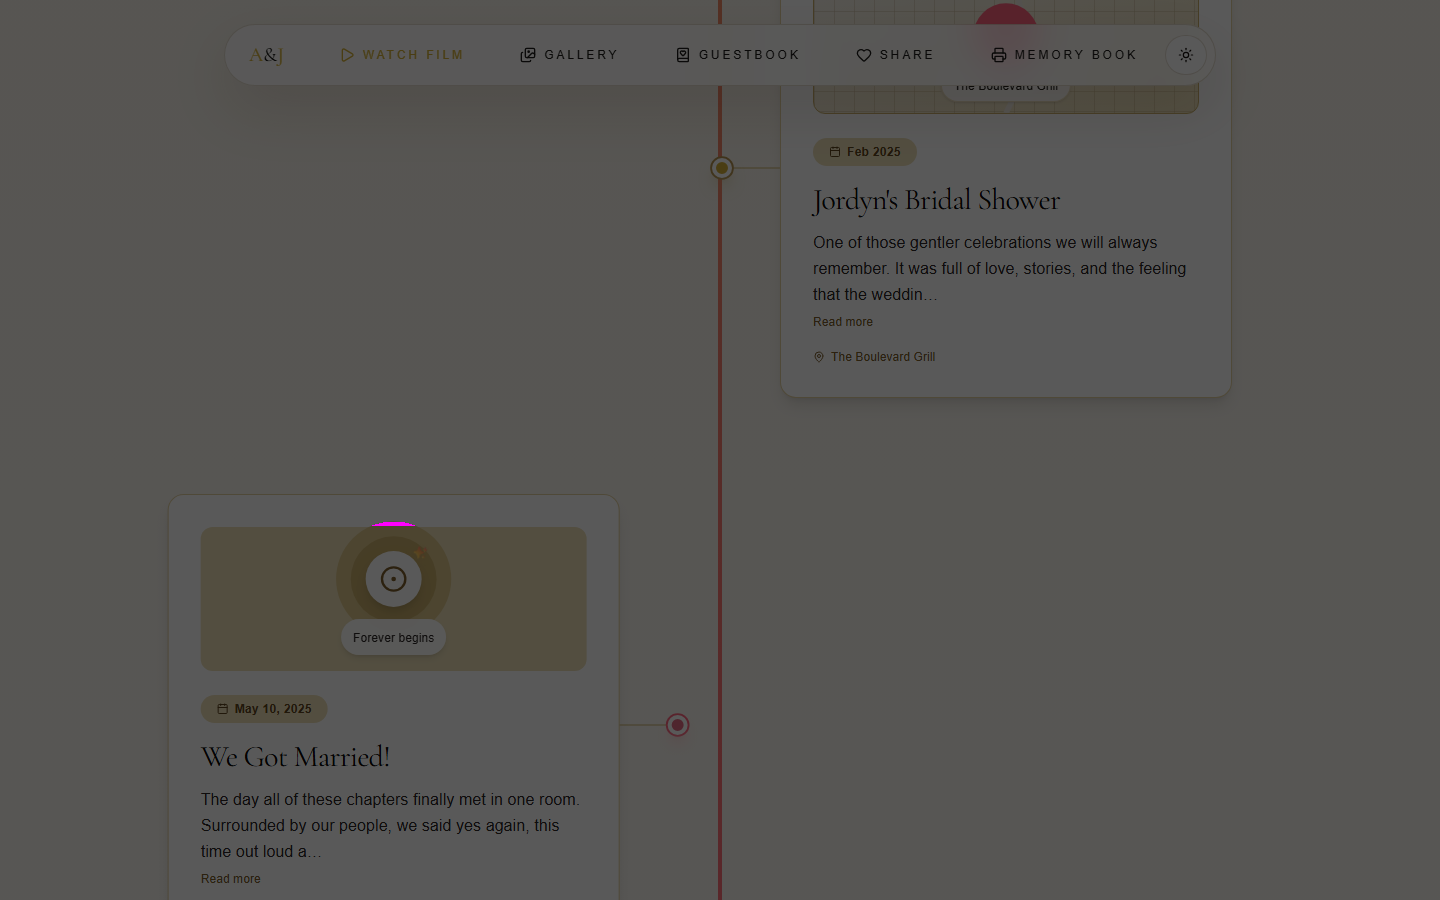 A&J
WATCH FILM
GALLERY
GUESTBOOK
SHARE
MEMORY BOOK
The Boulevard Grill
Feb 2025
Jordyn's Bridal Shower
One of those gentler celebrations we will always
remember. It was full of love, stories, and the feeling
that the weddin…
Read more
The Boulevard Grill
Forever begins
May 10, 2025
We Got Married!
The day all of these chapters finally met in one room.
Surrounded by our people, we said yes again, this
time out loud a…
Read more